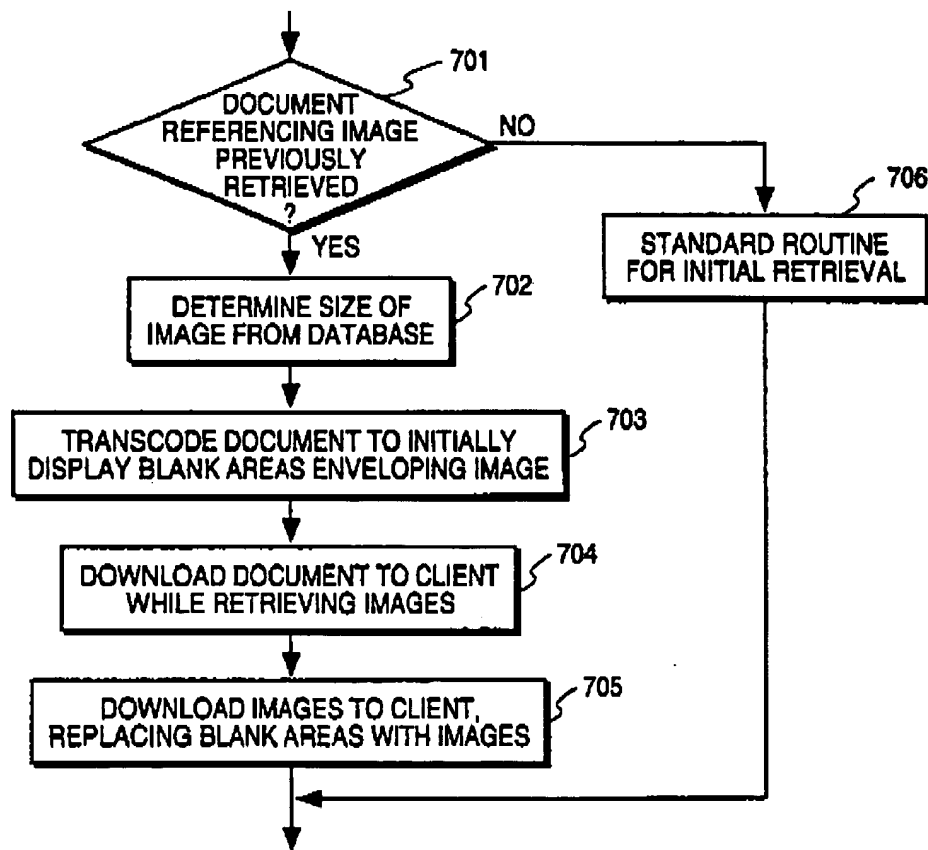 701
DOCUMENT
REFERENCING IMAGE
PREVIOUSLY
RETRIEVED
?
NO
YES
706
STANDARD ROUTINE
FOR INITIAL RETRIEVAL
702
DETERMINE SIZE OF
IMAGE FROM DATABASE
703
TRANSCODE DOCUMENT TO INITIALLY
DISPLAY BLANK AREAS ENVELOPING IMAGE
704
DOWNLOAD DOCUMENT TO CLIENT
WHILE RETRIEVING IMAGES
705
DOWNLOAD IMAGES TO CLIENT,
REPLACING BLANK AREAS WITH IMAGES